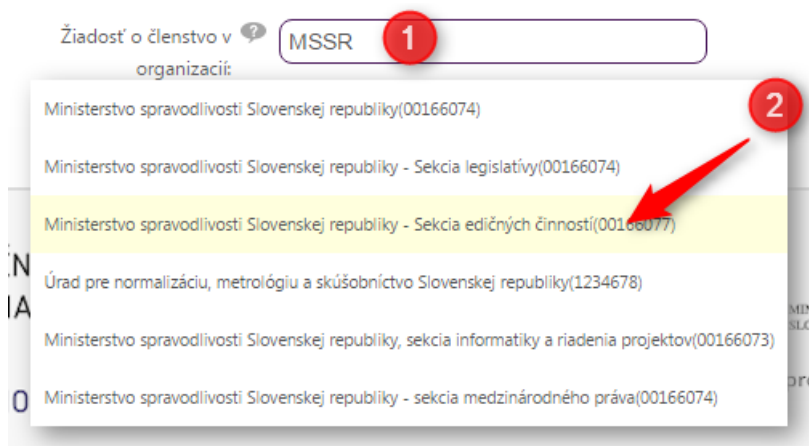 Žiadosť o členstvo v ?
organizacií:
MSSR
1
Ministerstvo spravodlivosti Slovenskej republiky(00166074)
2
Ministerstvo spravodlivosti Slovenskej republiky - Sekcia legislatívy(00166074)
Ministerstvo spravodlivosti Slovenskej republiky - Sekcia edičných činností(00166077)
Úrad pre normalizáciu, metrológiu a skúšobníctvo Slovenskej republiky(1234678)
Ministerstvo spravodlivosti Slovenskej republiky, sekcia informatiky a riadenia projektov(00166073)
Ministerstvo spravodlivosti Slovenskej republiky - sekcia medzinárodného práva(00166074)